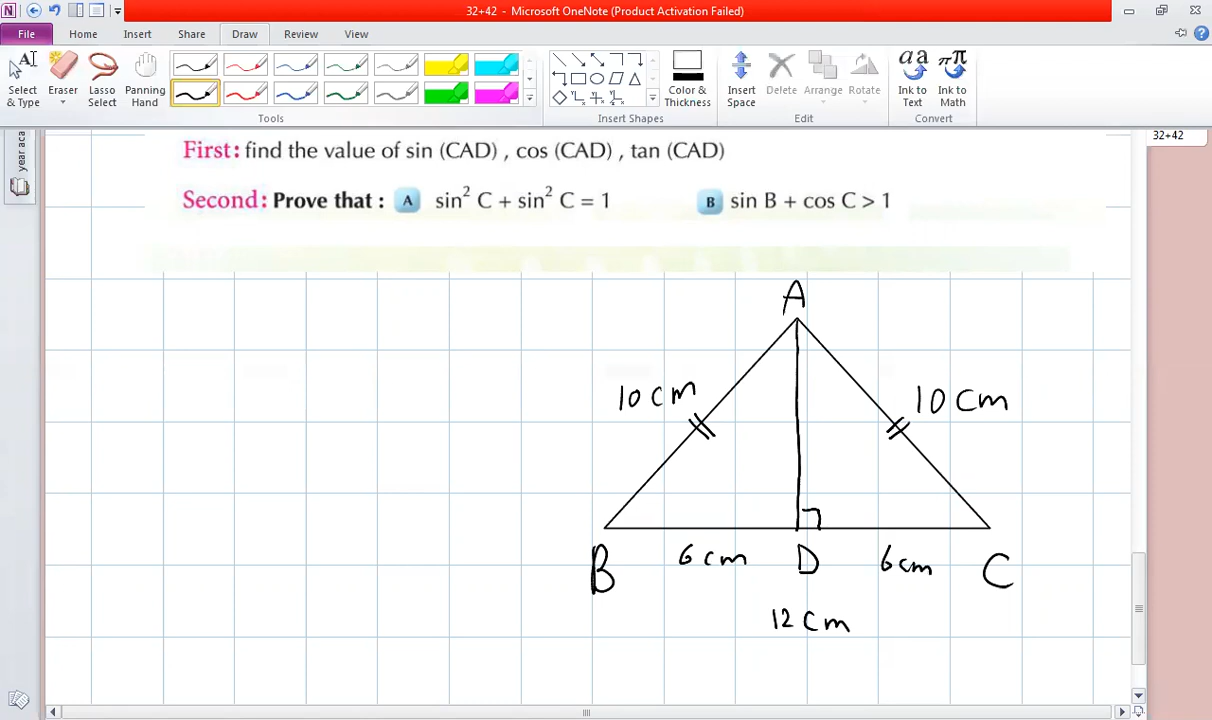 32+42 - Microsoft OneNote (Product Activation Failed)
File Home Insert Share Draw Review View
Select & Type
Eraser
Lasso Select
Panning Hand
Color & Thickness
Insert Space
Delete
Arrange
Rotate
Ink to Text
Ink to Math
Tools
Insert Shapes
Edit
Convert
year aca
32+42
First: find the value of sin (CAD) , cos (CAD) , tan (CAD)
Second: Prove that : A sin² C + sin² C = 1 B sin B + cos C > 1
A
10 cm 10 cm
B 6 cm D 6 cm C
12 cm